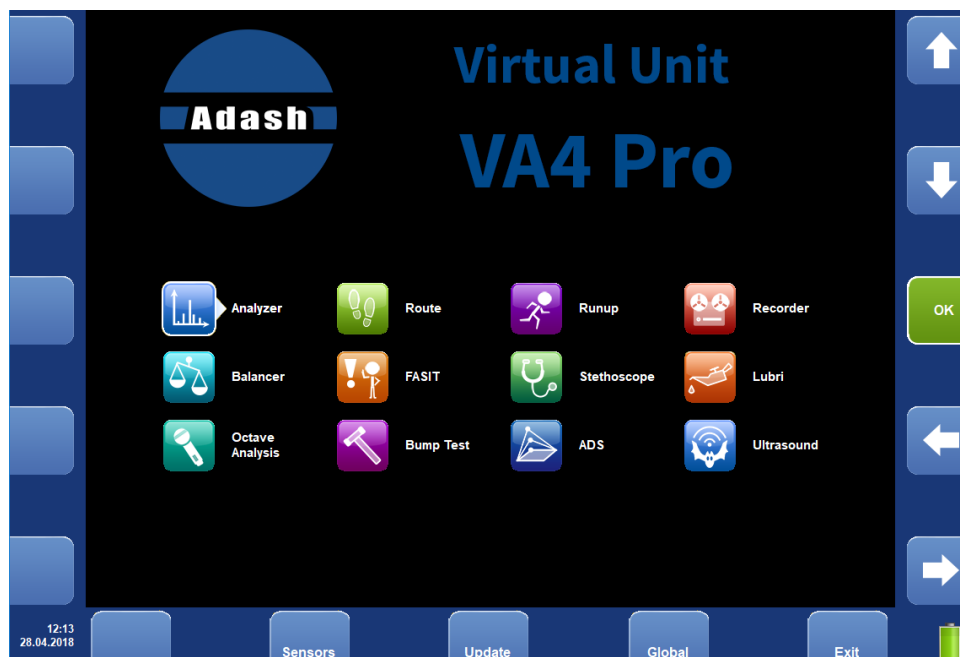 Adash
Virtual Unit
VA4 Pro
Analyzer
Route
Runup
Recorder
OK
Balancer
FASIT
Stethoscope
Lubri
Octave
Analysis
Bump Test
ADS
Ultrasound
12:13
28.04.2018
Sensors
Update
Global
Exit